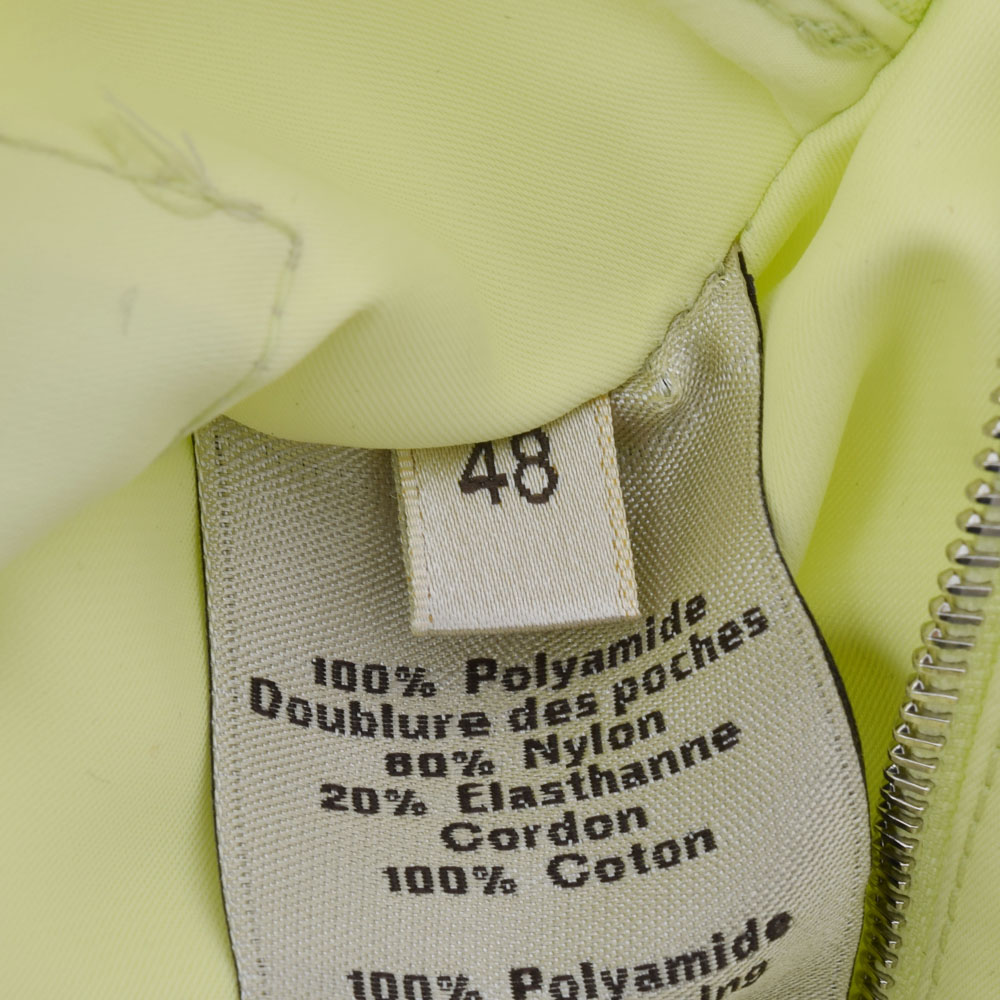 48
100% Polyamide
Doublure des poches
80% Nylon
20% Elasthanne
Cordon
100% Coton
100% Polyamide